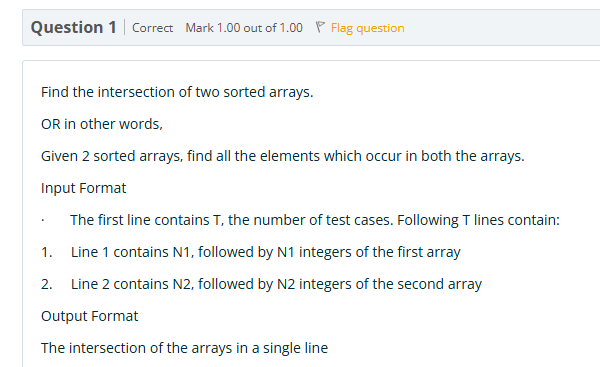 Question 1 Correct Mark 1.00 out of 1.00 Flag question
Find the intersection of two sorted arrays.
OR in other words,
Given 2 sorted arrays, find all the elements which occur in both the arrays.
Input Format
· The first line contains T, the number of test cases. Following T lines contain:
1. Line 1 contains N1, followed by N1 integers of the first array
2. Line 2 contains N2, followed by N2 integers of the second array
Output Format
The intersection of the arrays in a single line